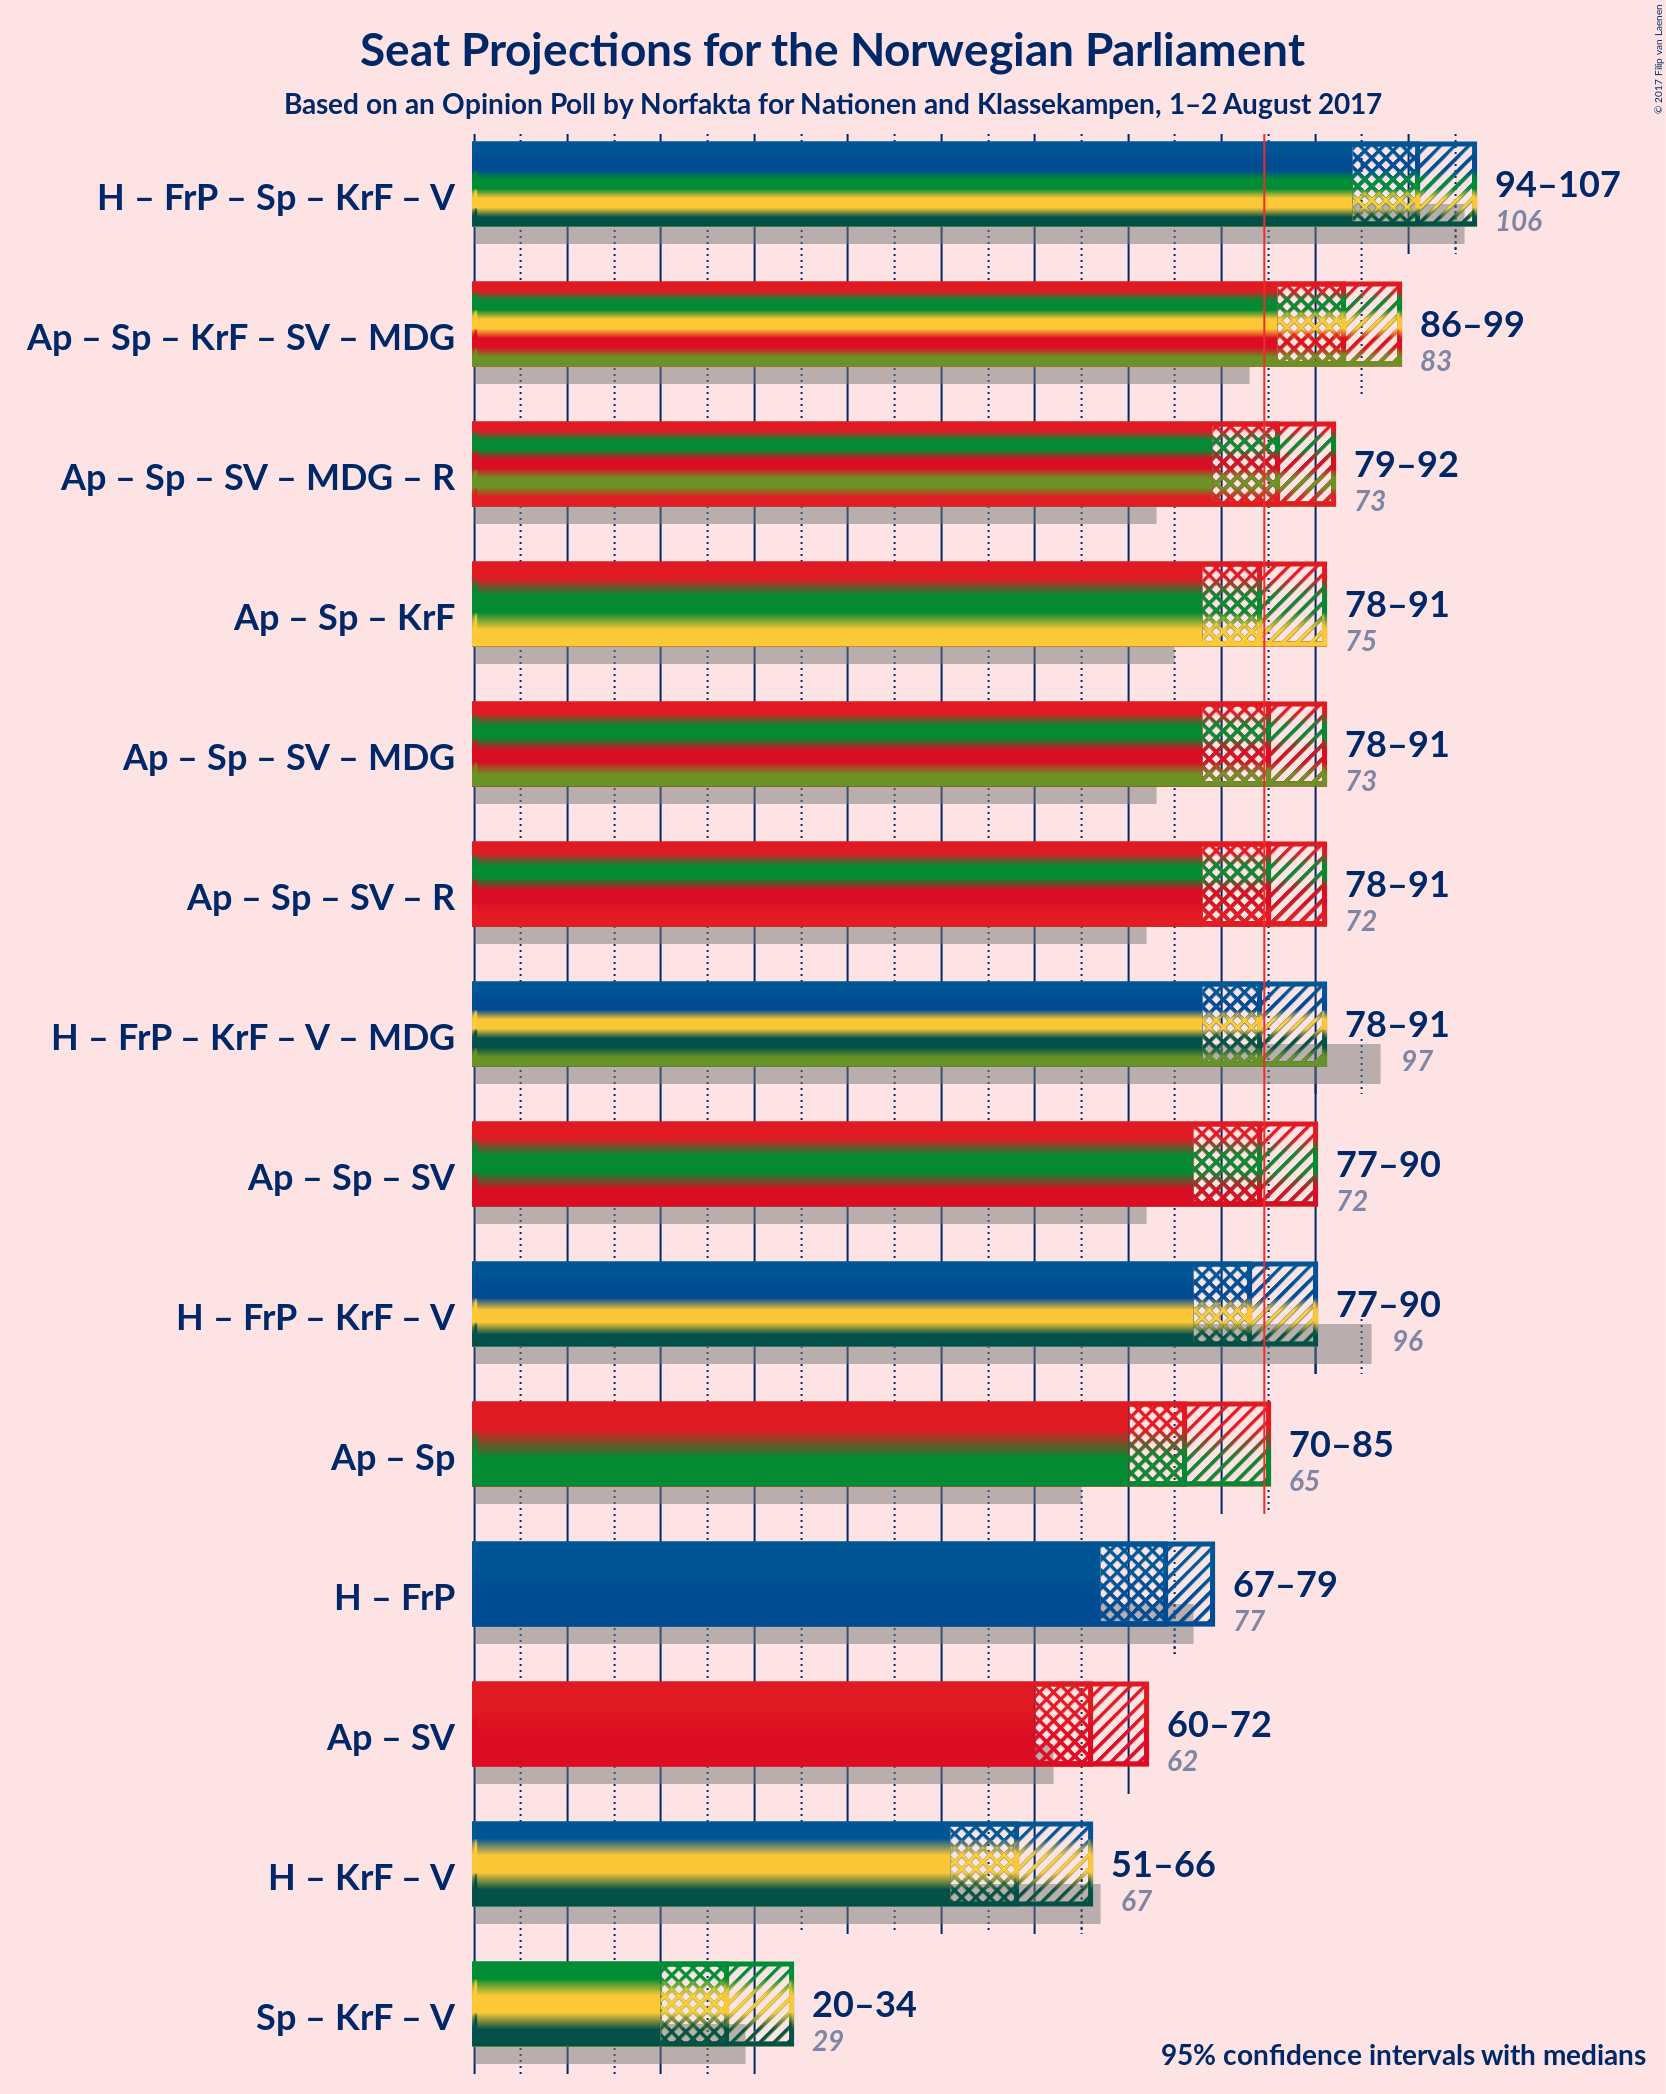 Seat Projections for the Norwegian Parliament
Based on an Opinion Poll by Norfakta for Nationen and Klassekampen, 1–2 August 2017
© 2017 Filip van Laenen
H – FrP – Sp – KrF – V
94–107
106
Ap – Sp – KrF – SV – MDG
86–99
83
Ap – Sp – SV – MDG – R
79–92
73
Ap – Sp – KrF
78–91
75
Ap – Sp – SV – MDG
78–91
73
Ap – Sp – SV – R
78–91
72
H – FrP – KrF – V – MDG
78–91
97
Ap – Sp – SV
77–90
72
H – FrP – KrF – V
77–90
96
Ap – Sp
70–85
65
H – FrP
67–79
77
Ap – SV
60–72
62
H – KrF – V
51–66
67
Sp – KrF – V
20–34
29
95% confidence intervals with medians